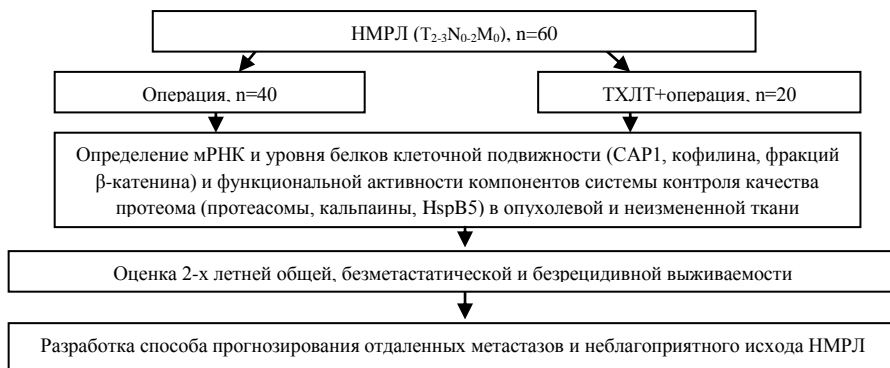 НМРЛ (T₂₋₃N₀₋₂M₀), n=60
Операция, n=40
ТХЛТ+операция, n=20
Определение мРНК и уровня белков клеточной подвижности (CAP1, кофилина, фракций
β-катенина) и функциональной активности компонентов системы контроля качества
протеома (протеасомы, кальпаины, HspB5) в опухолевой и неизмененной ткани
Оценка 2-х летней общей, безметастатической и безрецидивной выживаемости
Разработка способа прогнозирования отдаленных метастазов и неблагоприятного исхода НМРЛ